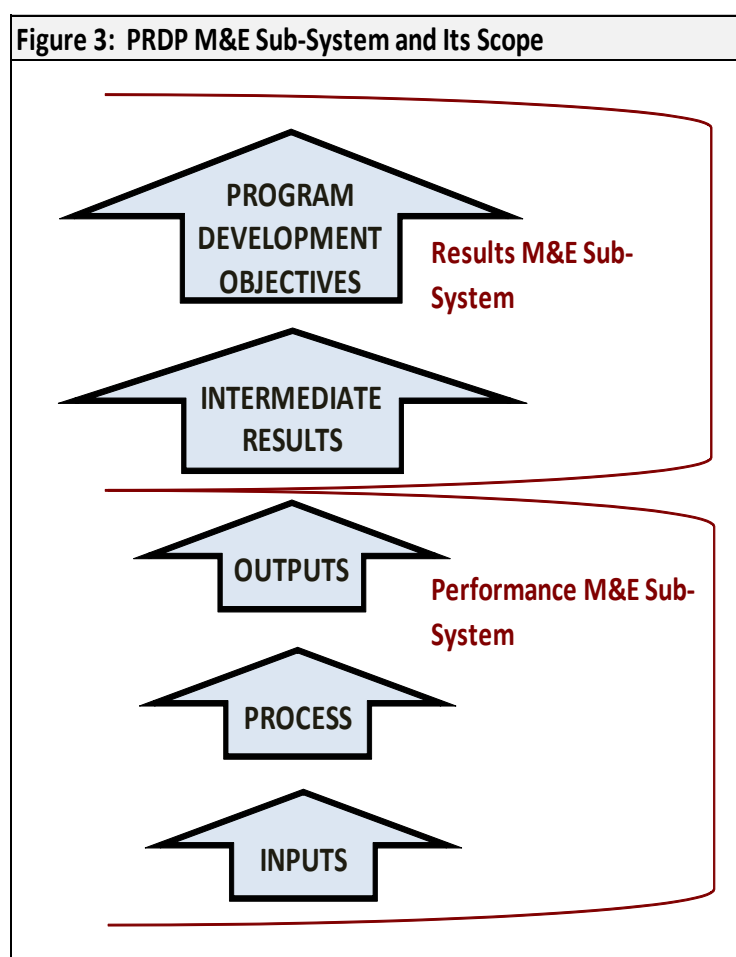 Figure 3: PRDP M&E Sub-System and Its Scope
PROGRAM
DEVELOPMENT
OBJECTIVES
Results M&E Sub-
System
INTERMEDIATE
RESULTS
OUTPUTS
Performance M&E Sub-
System
PROCESS
INPUTS